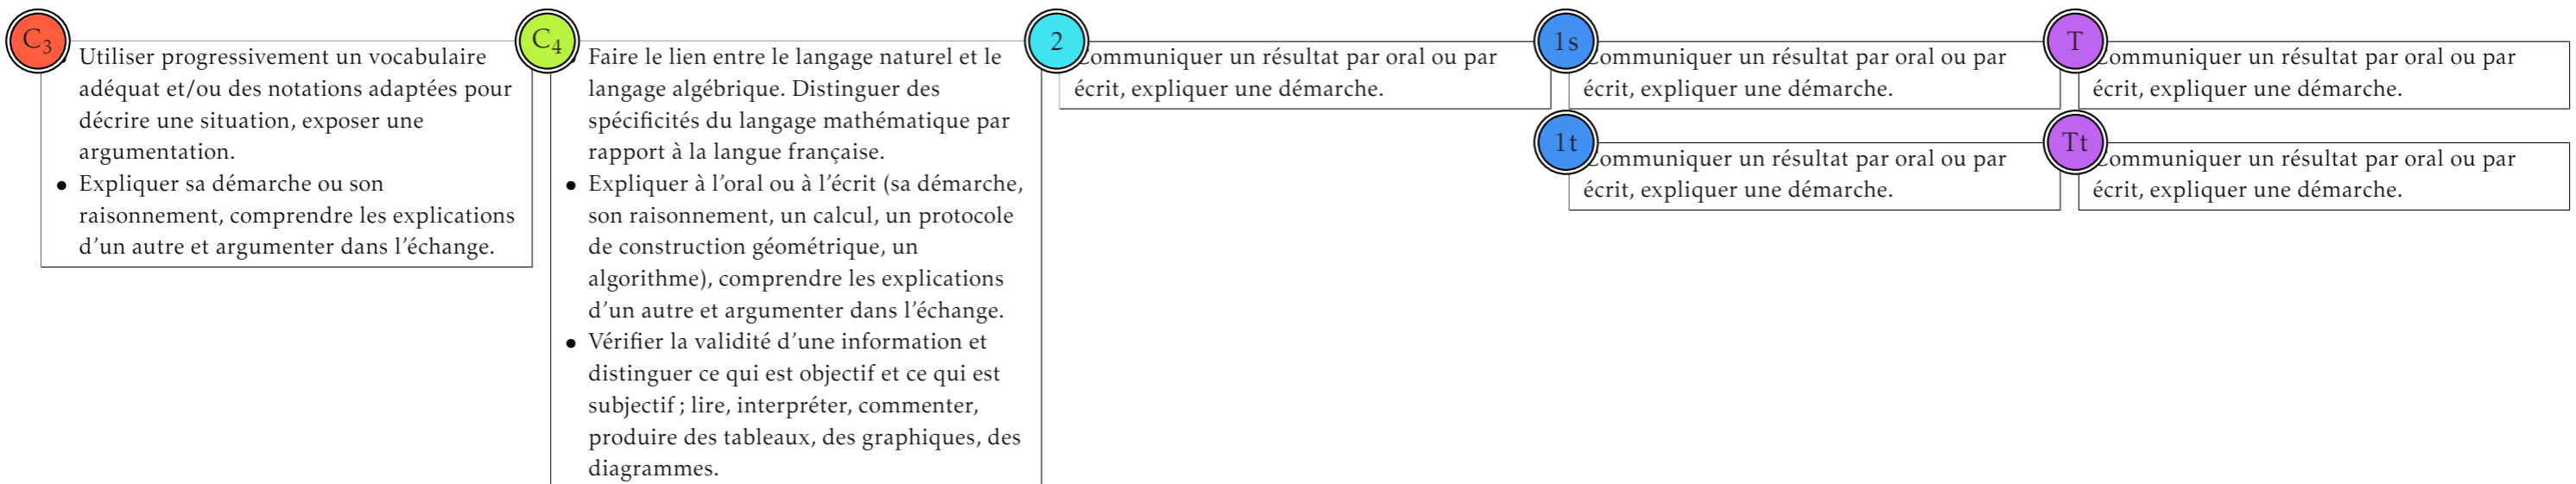 C3
Utiliser progressivement un vocabulaire
adéquat et/ou des notations adaptées pour
décrire une situation, exposer une
argumentation.
• Expliquer sa démarche ou son
raisonnement, comprendre les explications
d'un autre et argumenter dans l'échange.
C4
Faire le lien entre le langage naturel et le
langage algébrique. Distinguer des
spécificités du langage mathématique par
rapport à la langue française.
• Expliquer à l'oral ou à l'écrit (sa démarche,
son raisonnement, un calcul, un protocole
de construction géométrique, un
algorithme), comprendre les explications
d'un autre et argumenter dans l'échange.
• Vérifier la validité d'une information et
distinguer ce qui est objectif et ce qui est
subjectif ; lire, interpréter, commenter,
produire des tableaux, des graphiques, des
diagrammes.
2
Communiquer un résultat par oral ou par
écrit, expliquer une démarche.
1s
Communiquer un résultat par oral ou par
écrit, expliquer une démarche.
1t
Communiquer un résultat par oral ou par
écrit, expliquer une démarche.
T
Communiquer un résultat par oral ou par
écrit, expliquer une démarche.
Tt
Communiquer un résultat par oral ou par
écrit, expliquer une démarche.